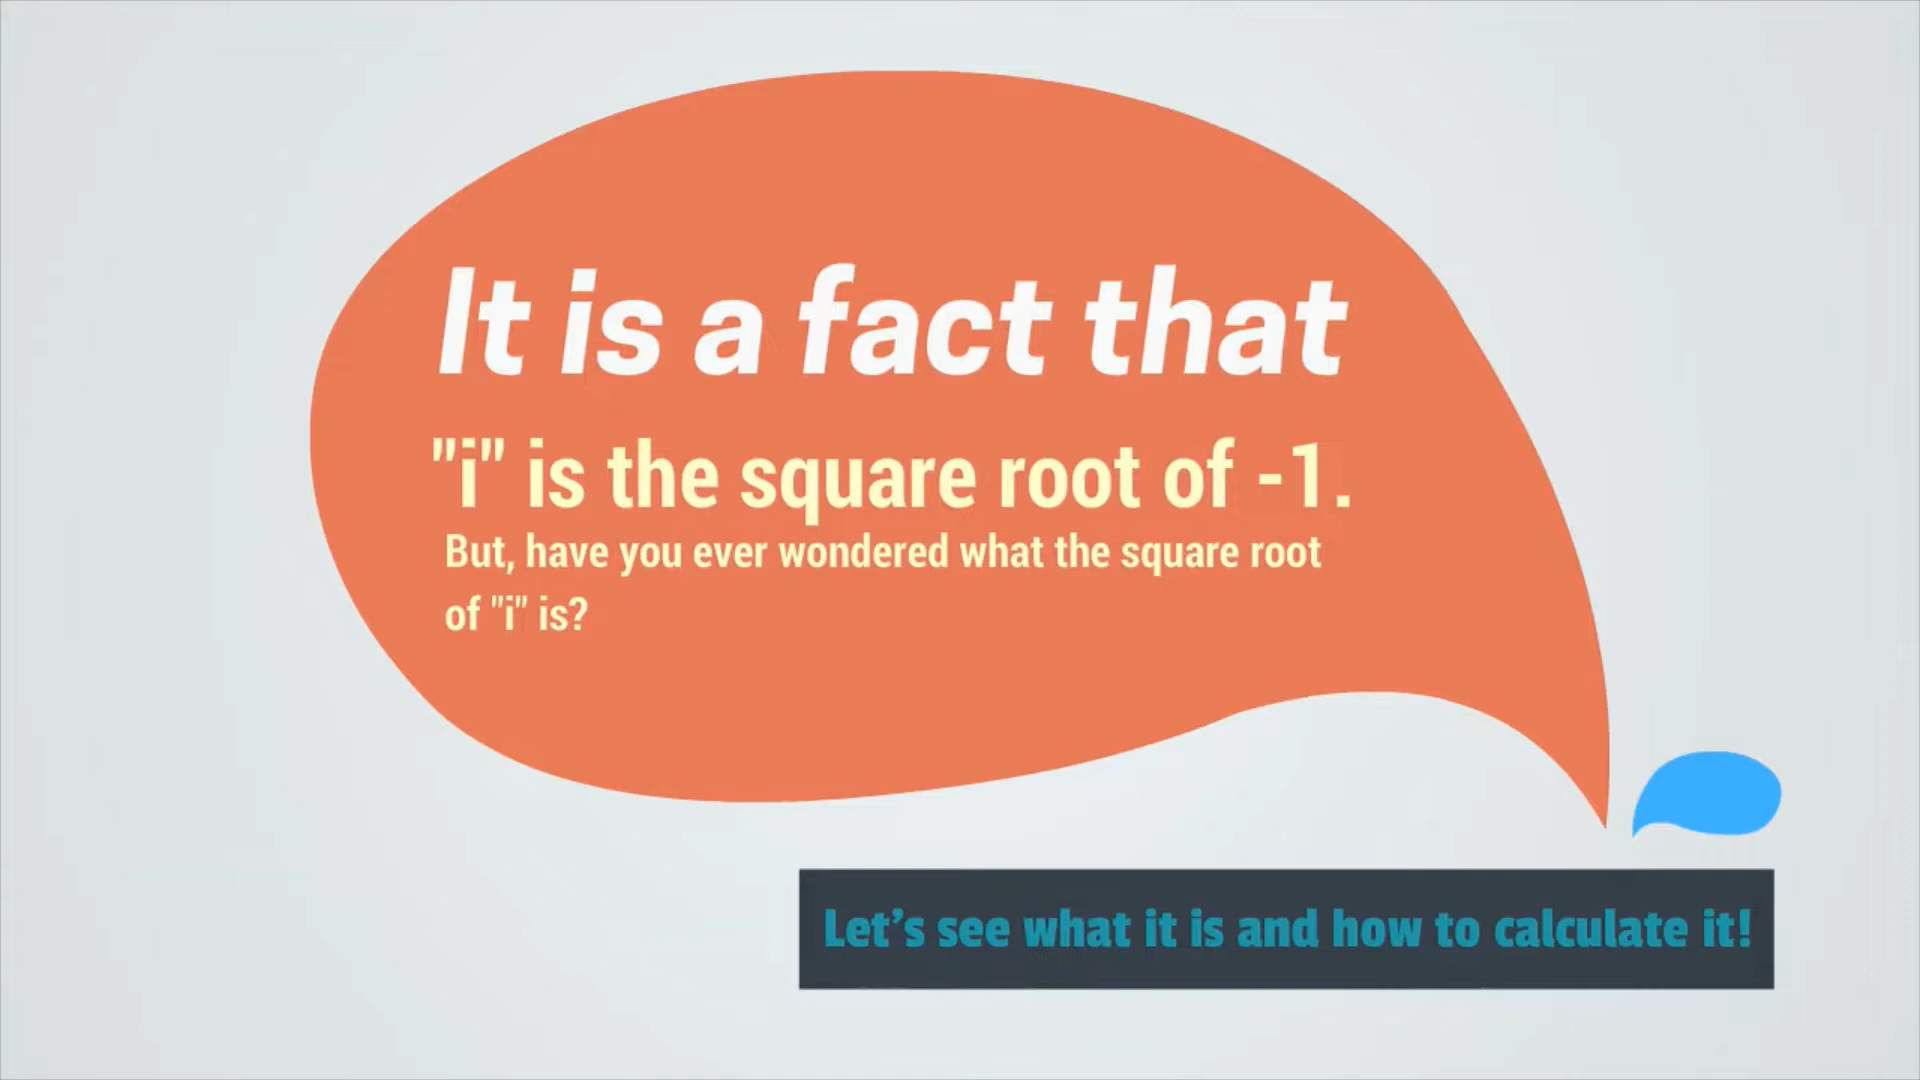 It is a fact that
"i" is the square root of -1.
But, have you ever wondered what the square root
of "i" is?
Let's see what it is and how to calculate it!